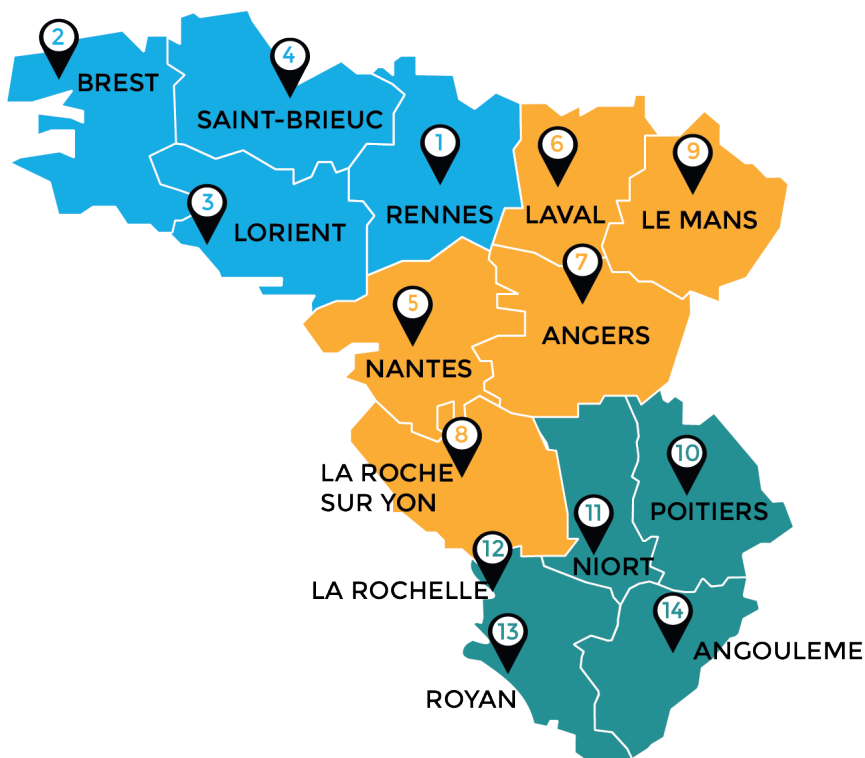 2
BREST
4
SAINT-BRIEUC
1
RENNES
3
LORIENT
6
LAVAL
9
LE MANS
7
ANGERS
5
NANTES
8
LA ROCHE
SUR YON
10
POITIERS
11
NIORT
12
LA ROCHELLE
13
ROYAN
14
ANGOULEME